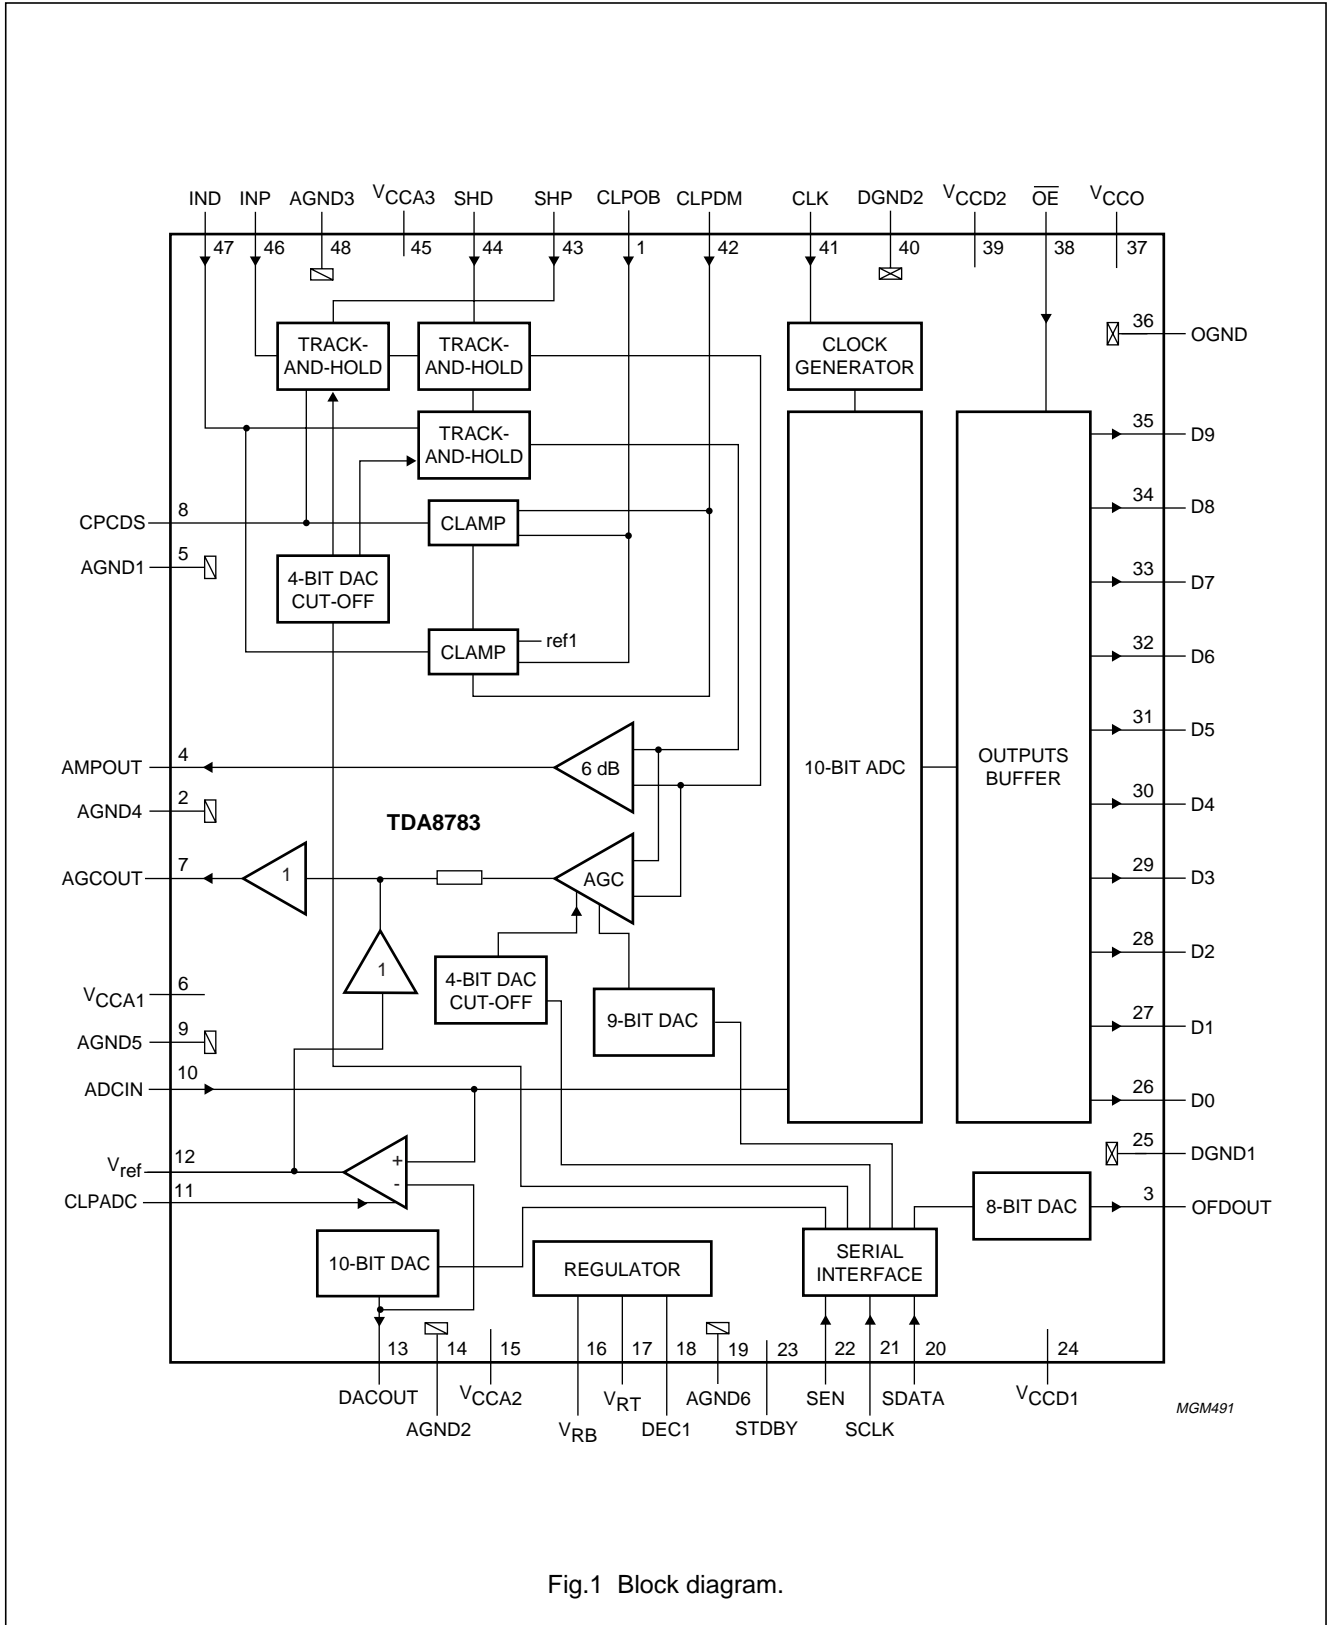 IND INP AGND3 VCCA3 SHD SHP CLPOB CLPDM CLK DGND2 VCCD2 OE VCCO
47 46 48 45 44 43 1 42 41 40 39 38 37
36 OGND
TRACK-
AND-HOLD
TRACK-
AND-HOLD
CLOCK
GENERATOR
TRACK-
AND-HOLD
35 D9
34 D8
CPCDS 8
CLAMP
AGND1 5
4-BIT DAC
CUT-OFF
33 D7
CLAMP
ref1
32 D6
31 D5
AMPOUT 4
6 dB
10-BIT ADC
OUTPUTS
BUFFER
AGND4 2
30 D4
TDA8783
AGCOUT 7
1
AGC
29 D3
28 D2
1
4-BIT DAC
CUT-OFF
VCCA1 6
9-BIT DAC
27 D1
AGND5 9
ADCIN 10
26 D0
25 DGND1
Vref 12
+
-
CLPADC 11
8-BIT DAC
3 OFDOUT
10-BIT DAC
REGULATOR
SERIAL
INTERFACE
13 14 15 16 17 18 19 23 22 21 20 24
DACOUT AGND2 VCCA2 VRB VRT DEC1 AGND6 STDBY SEN SCLK SDATA VCCD1
MGM491
Fig.1 Block diagram.